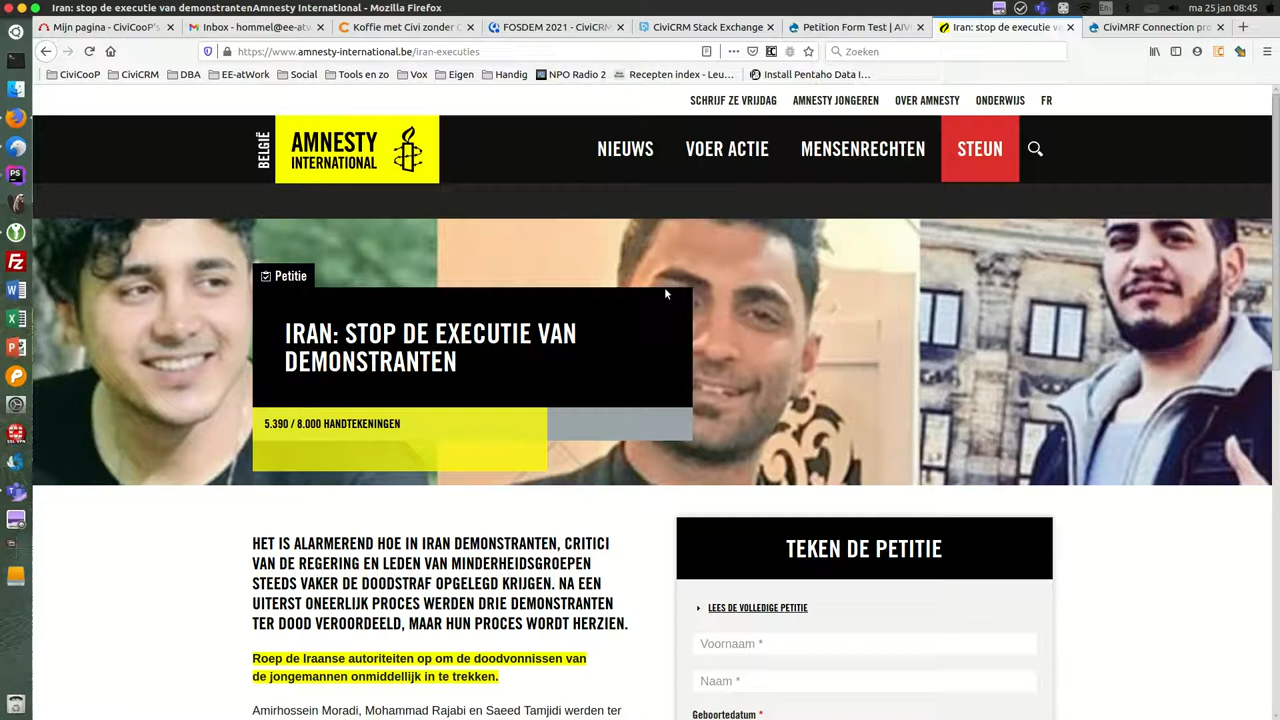 Iran: stop de executie van demonstrantenAmnesty International - Mozilla Firefox
ma 25 jan 08:45
Mijn pagina - CiviCooP's
Inbox - hommel@ee-atw
Koffie met Civi zonder C
FOSDEM 2021 - CiviCRM
CiviCRM Stack Exchange
Petition Form Test | AIVI
Iran: stop de executie va
CiviMRF Connection pro
https://www.amnesty-international.be/iran-executies
Zoeken
CiviCooP
CiviCRM
DBA
EE-atWork
Social
Tools en zo
Vox
Eigen
Handig
NPO Radio 2
Recepten index - Leu...
Install Pentaho Data I...
SCHRIJF ZE VRIJDAG
AMNESTY JONGEREN
OVER AMNESTY
ONDERWIJS
FR
BELGIË
AMNESTY
INTERNATIONAL
NIEUWS
VOER ACTIE
MENSENRECHTEN
STEUN
Petitie
IRAN: STOP DE EXECUTIE VAN
DEMONSTRANTEN
5.390 / 8.000 HANDTEKENINGEN
HET IS ALARMEREND HOE IN IRAN DEMONSTRANTEN, CRITICI
VAN DE REGERING EN LEDEN VAN MINDERHEIDSGROEPEN
STEEDS VAKER DE DOODSTRAF OPGELEGD KRIJGEN. NA EEN
UITERST ONEERLIJK PROCES WERDEN DRIE DEMONSTRANTEN
TER DOOD VEROORDEELD, MAAR HUN PROCES WORDT HERZIEN.
Roep de Iraanse autoriteiten op om de doodvonnissen van
de jongemannen onmiddellijk in te trekken.
Amirhossein Moradi, Mohammad Rajabi en Saeed Tamjidi werden ter
TEKEN DE PETITIE
LEES DE VOLLEDIGE PETITIE
Voornaam *
Naam *
Geboortedatum *